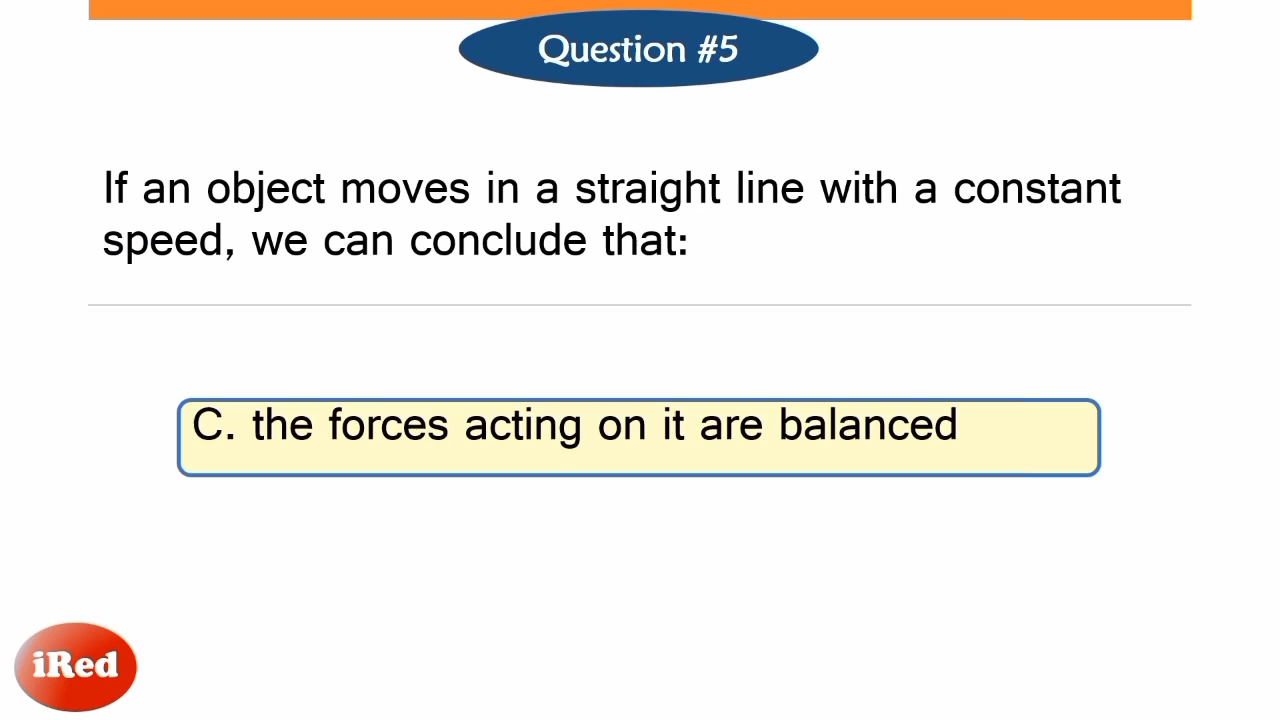 Question #5
If an object moves in a straight line with a constant
speed, we can conclude that:
C. the forces acting on it are balanced
iRed